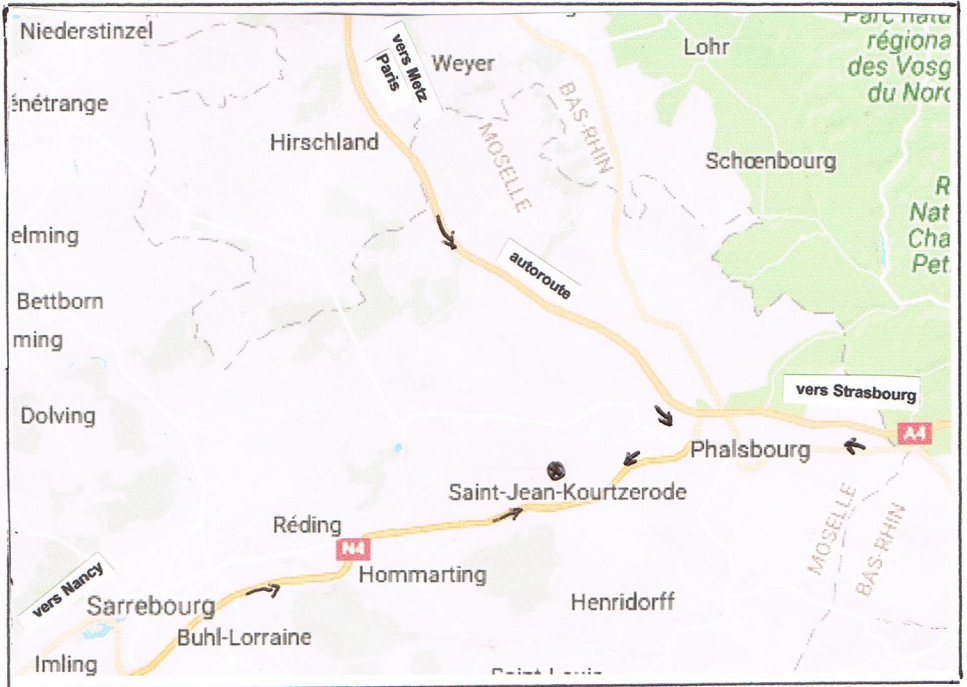 Niederstinzel
vers Metz
Paris
Weyer
Lohr
Parc natu
régiona
des Vosg
du Nord
énétrange
BAS-RHIN
Hirschland
MOSELLE
Schœnbourg
R
Nat
Cha
Pet
elming
autoroute
Bettborn
ming
vers Strasbourg
Dolving
A4
Phalsbourg
Saint-Jean-Kourtzerode
Réding
N4
MOSELLE
BAS-RHIN
Hommarting
vers Nancy
Sarrebourg
Henridorff
Buhl-Lorraine
Imling